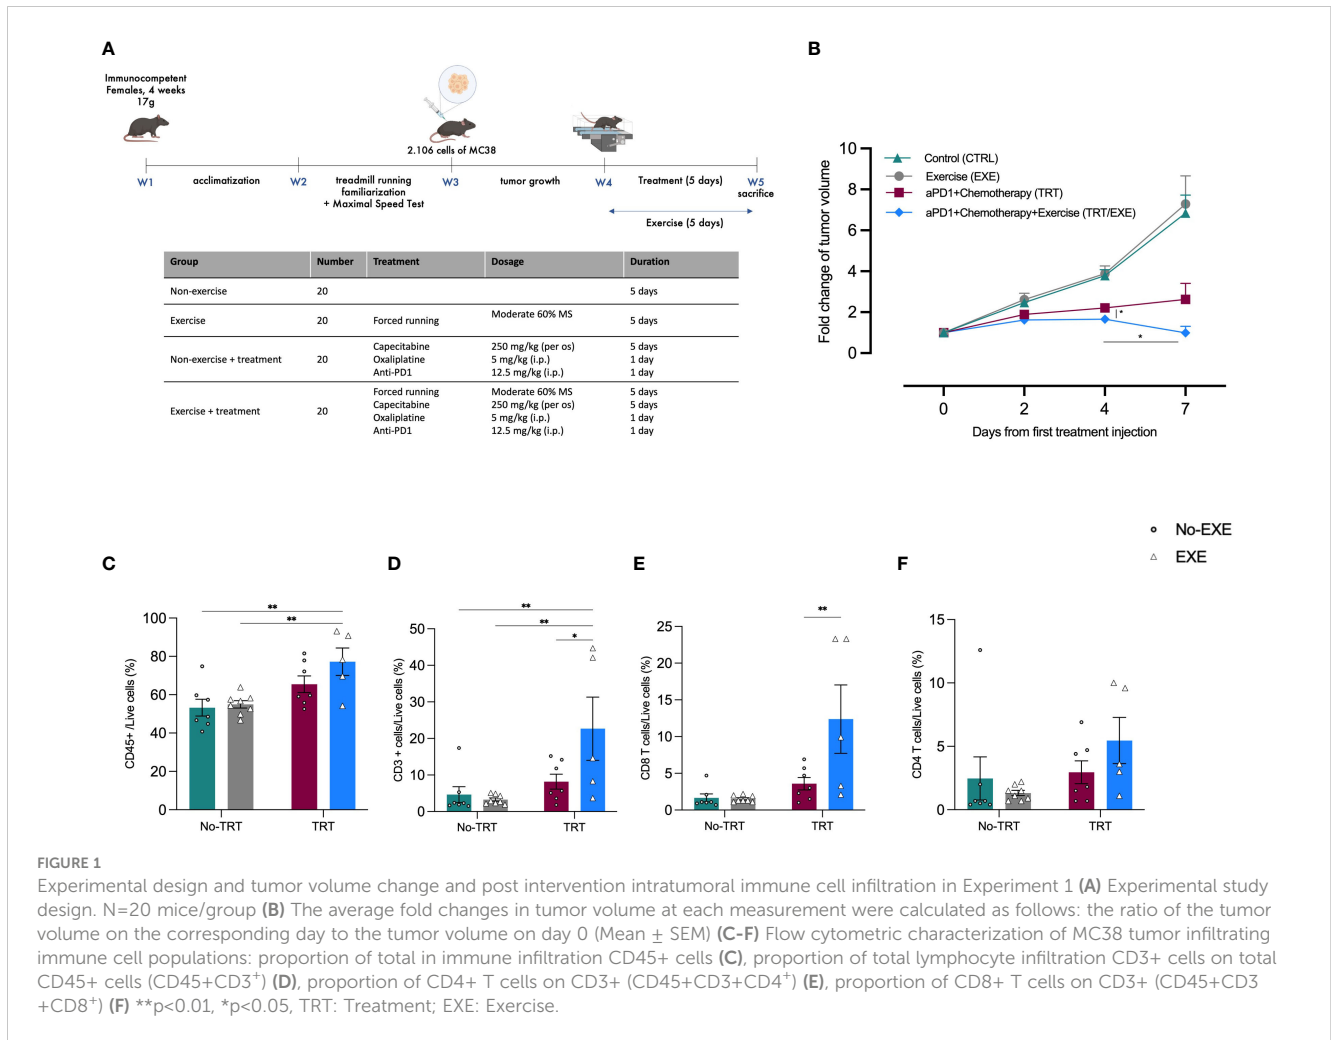 A
Immunocompetent
Females, 4 weeks
17g
2.106 cells of MC38
W1
acclimatization
W2
treadmill running
familiarization
+ Maximal Speed Test
W3
tumor growth
W4
Treatment (5 days)
W5
sacrifice
Exercise (5 days)
Group Number Treatment Dosage Duration
Non-exercise 20 5 days
Exercise 20 Forced running Moderate 60% MS 5 days
Capecitabine 250 mg/kg (per os) 5 days
Non-exercise + treatment 20 Oxaliplatine 5 mg/kg (i.p.) 1 day
Anti-PD1 12.5 mg/kg (i.p.) 1 day
Forced running Moderate 60% MS 5 days
Capecitabine 250 mg/kg (per os) 5 days
Exercise + treatment 20 Oxaliplatine 5 mg/kg (i.p.) 1 day
Anti-PD1 12.5 mg/kg (i.p.) 1 day
B
Fold change of tumor volume
10
8
6
4
2
0
Control (CTRL)
Exercise (EXE)
aPD1+Chemotherapy (TRT)
aPD1+Chemotherapy+Exercise (TRT/EXE)
*
*
0 2 4 7
Days from first treatment injection
No-EXE
EXE
C
CD45+ /Live cells (%)
100
80
60
40
20
0
**
**
No-TRT TRT
D
CD3 + cells/Live cells (%)
50
40
30
20
10
0
**
**
*
No-TRT TRT
E
CD8 T cells/Live cells (%)
25
20
15
10
5
0
**
No-TRT TRT
F
CD4 T cells/Live cells (%)
15
10
5
0
No-TRT TRT
FIGURE 1
Experimental design and tumor volume change and post intervention intratumoral immune cell infiltration in Experiment 1 (A) Experimental study
design. N=20 mice/group (B) The average fold changes in tumor volume at each measurement were calculated as follows: the ratio of the tumor
volume on the corresponding day to the tumor volume on day 0 (Mean ± SEM) (C-F) Flow cytometric characterization of MC38 tumor infiltrating
immune cell populations: proportion of total in immune infiltration CD45+ cells (C), proportion of total lymphocyte infiltration CD3+ cells on total
CD45+ cells (CD45+CD3⁺) (D), proportion of CD4+ T cells on CD3+ (CD45+CD3+CD4⁺) (E), proportion of CD8+ T cells on CD3+ (CD45+CD3
+CD8⁺) (F) **p<0.01, *p<0.05, TRT: Treatment; EXE: Exercise.